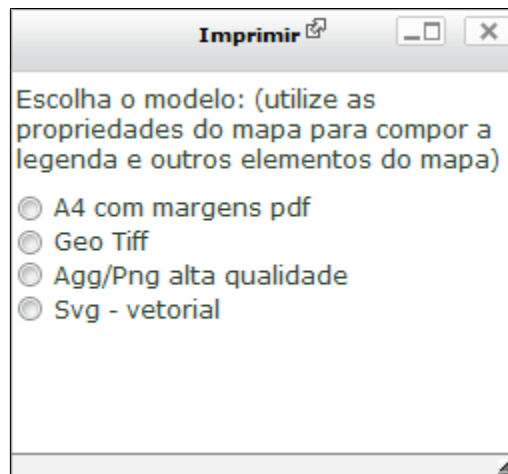 Imprimir
Escolha o modelo: (utilize as
propriedades do mapa para compor a
legenda e outros elementos do mapa)
A4 com margens pdf
Geo Tiff
Agg/Png alta qualidade
Svg - vetorial